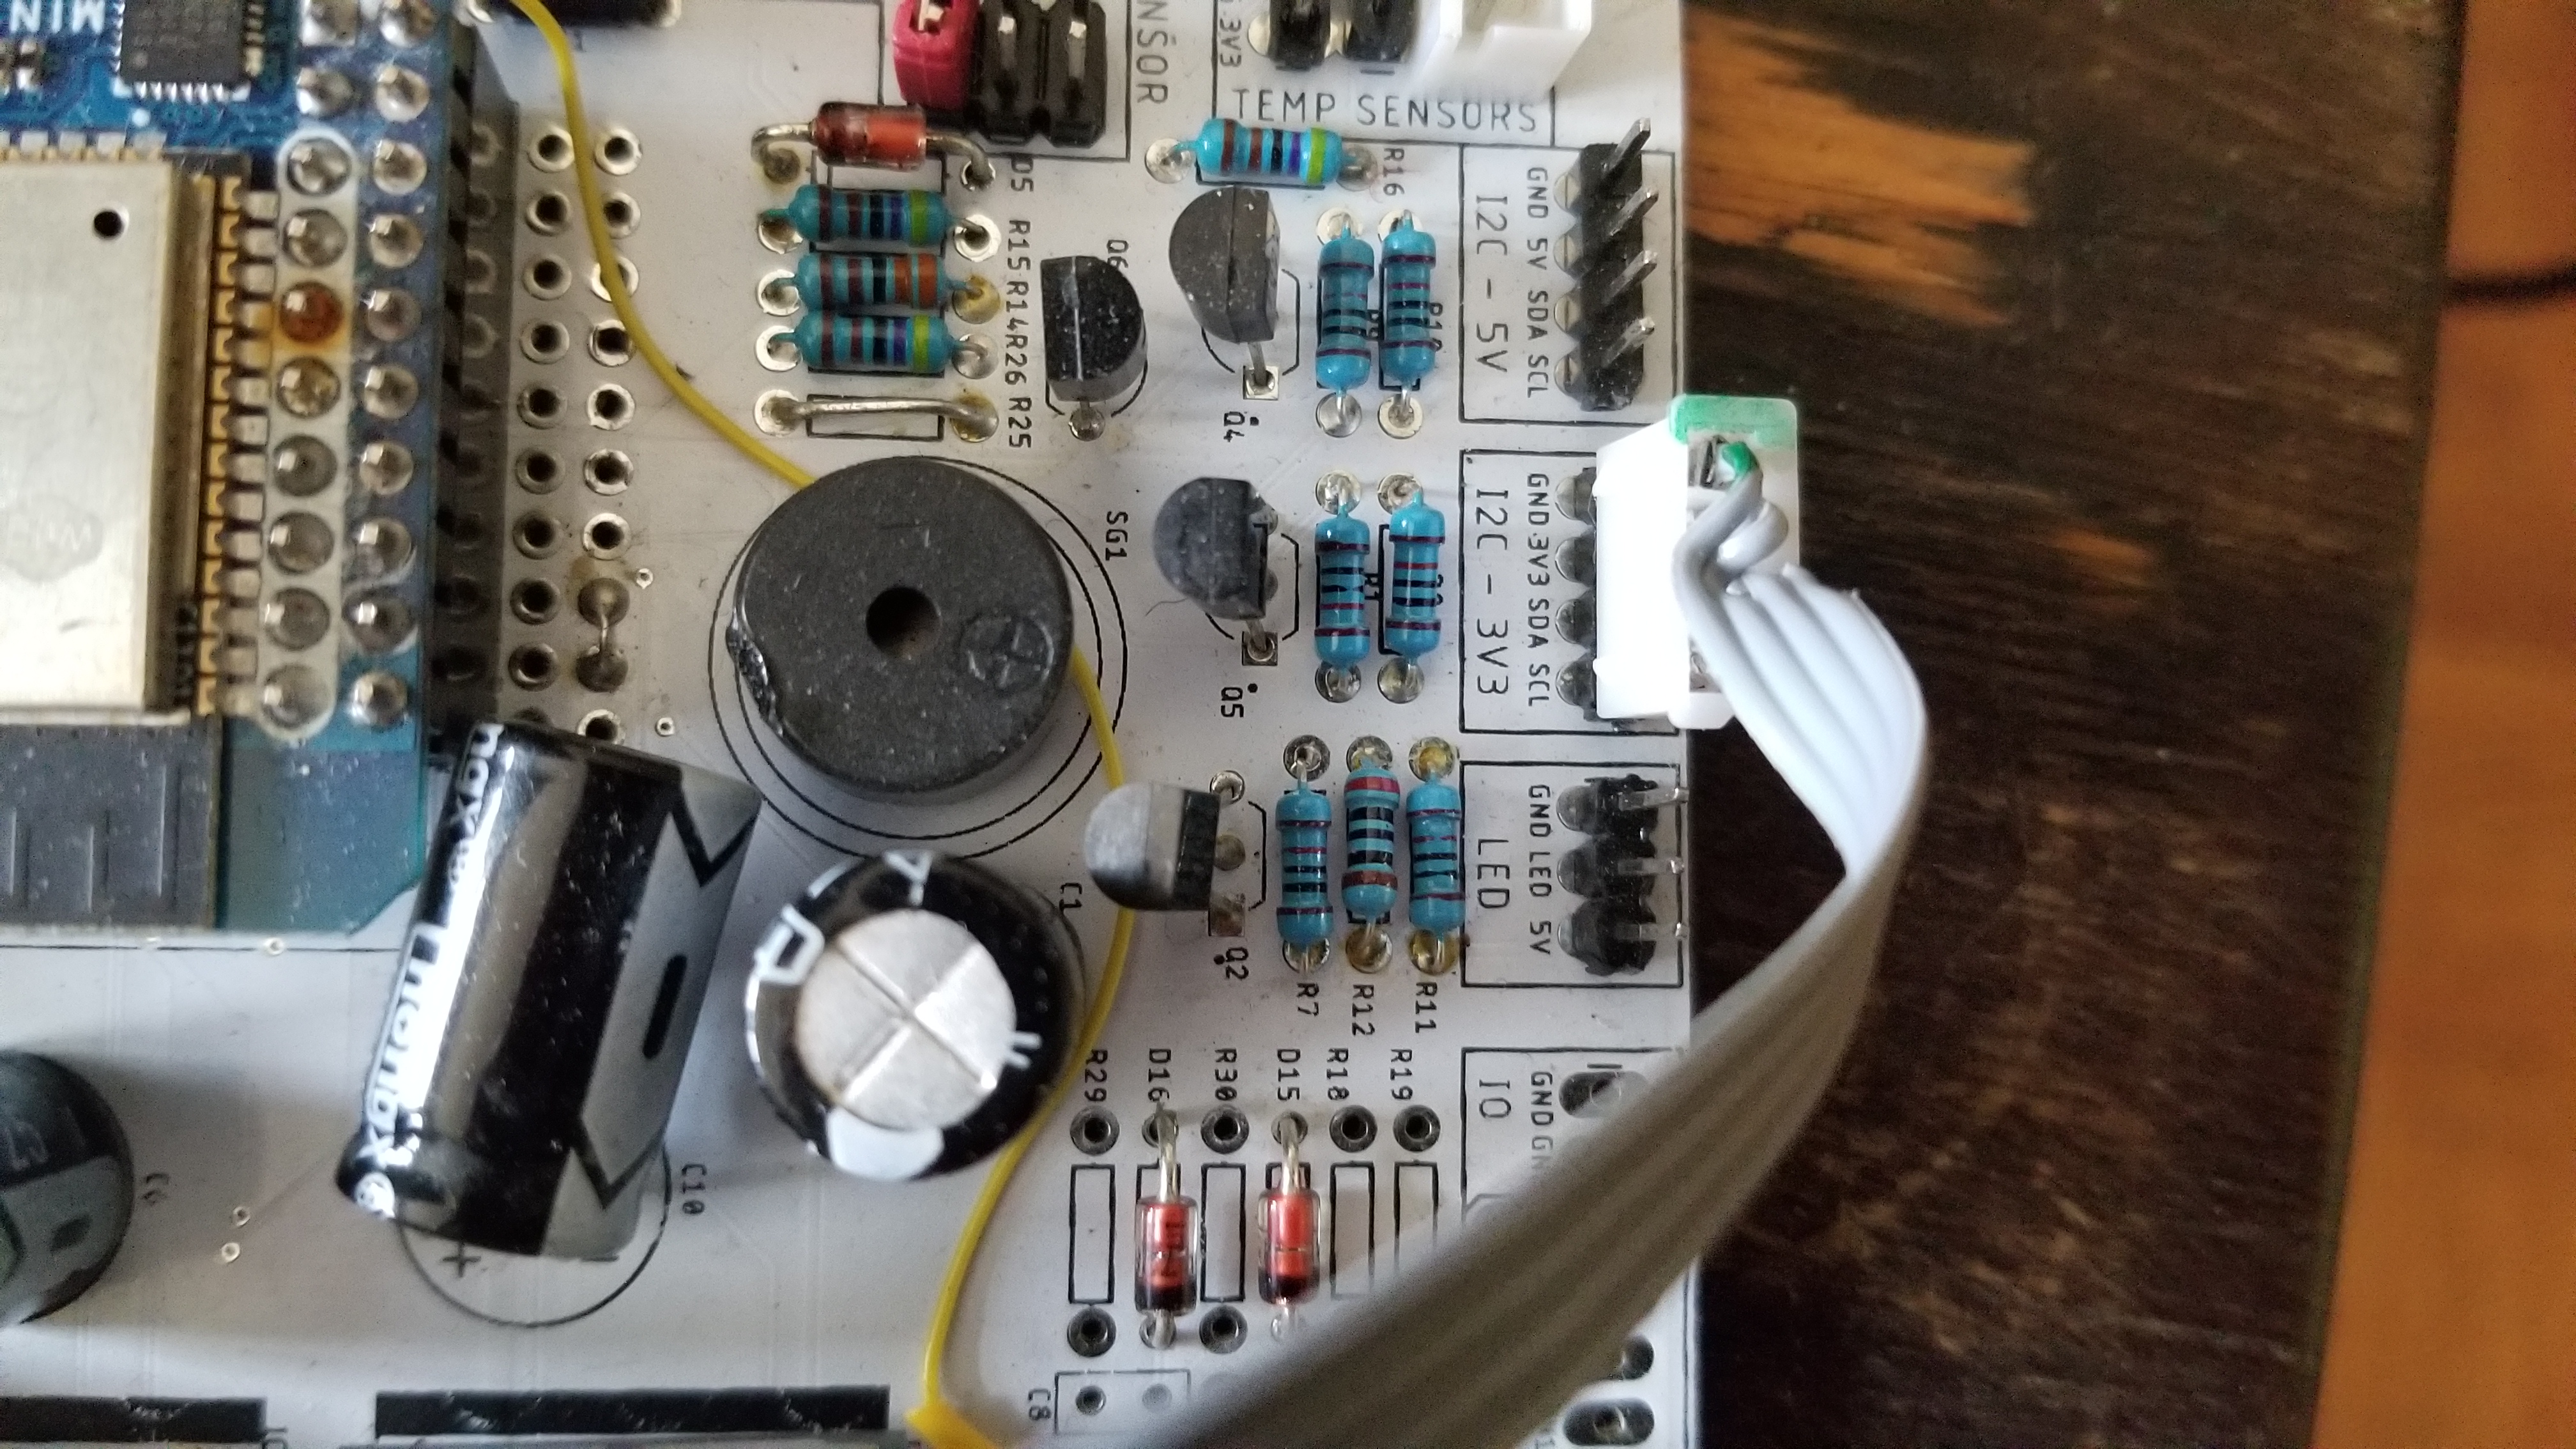 MINI
NSOR
3V3
TEMP SENSORS
D5
R15
R14
R26
R25
Q6
R16
Q4
R10
I2C - 5V
GND 5V SDA SCL
SG1
Q5
I2C - 3V3
GND 3V3 SDA SCL
Q2
R7
R12
R11
LED
GND LED 5V
C1
C10
+
R29
D16
R30
D15
R18
R19
IO
GND
C8